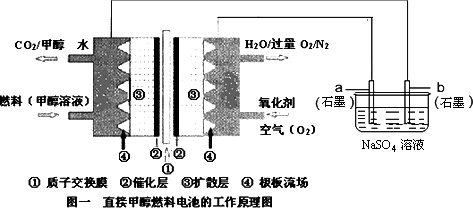 CO₂/甲醇 水
H₂O/过量 O₂/N₂
燃料（甲醇溶液）
氧化剂
空气(O₂)
③ ③
④ ② ② ④
①
a b
(石墨) (石墨)
NaSO₄ 溶液
① 质子交换膜 ②催化层 ③扩散层 ④ 极板流场
图一 直接甲醇燃料电池的工作原理图